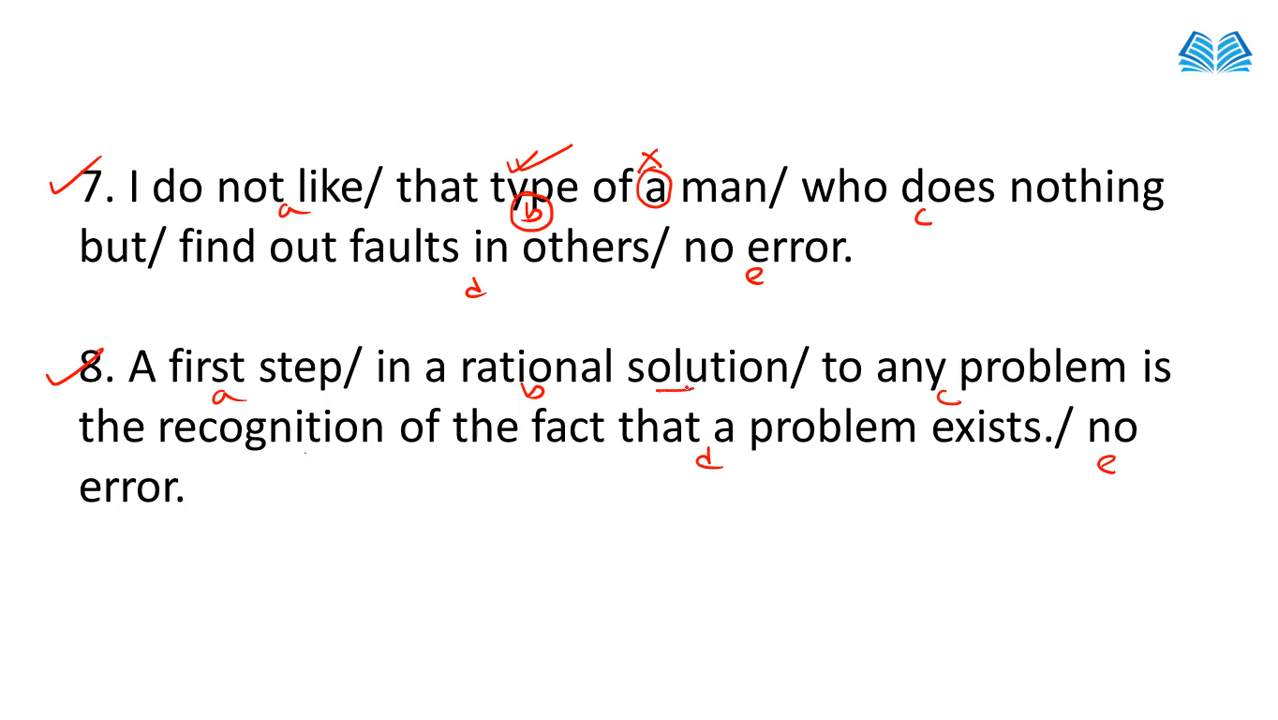 7. I do not like/ that type of a man/ who does nothing
a b x c
but/ find out faults in others/ no error.
d e
8. A first step/ in a rational solution/ to any problem is
a b c
the recognition of the fact that a problem exists./ no
d e
error.